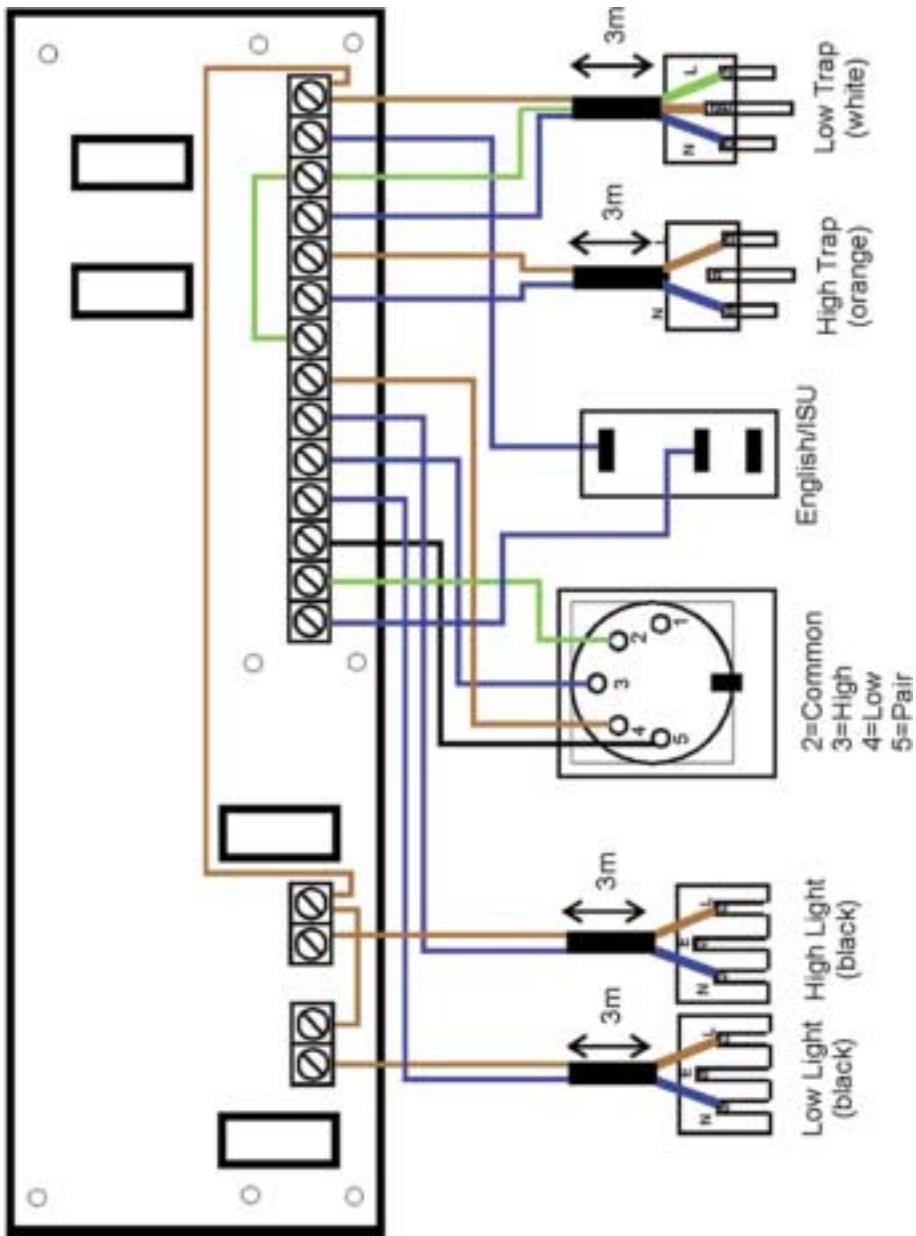 3m
3m
3m
3m
N
E
L
N
E
L
5
4
3
2
1
N
N
L
Low Light
(black)
High Light
(black)
2=Common
3=High
4=Low
5=Pair
English/ISU
High Trap
(orange)
Low Trap
(white)